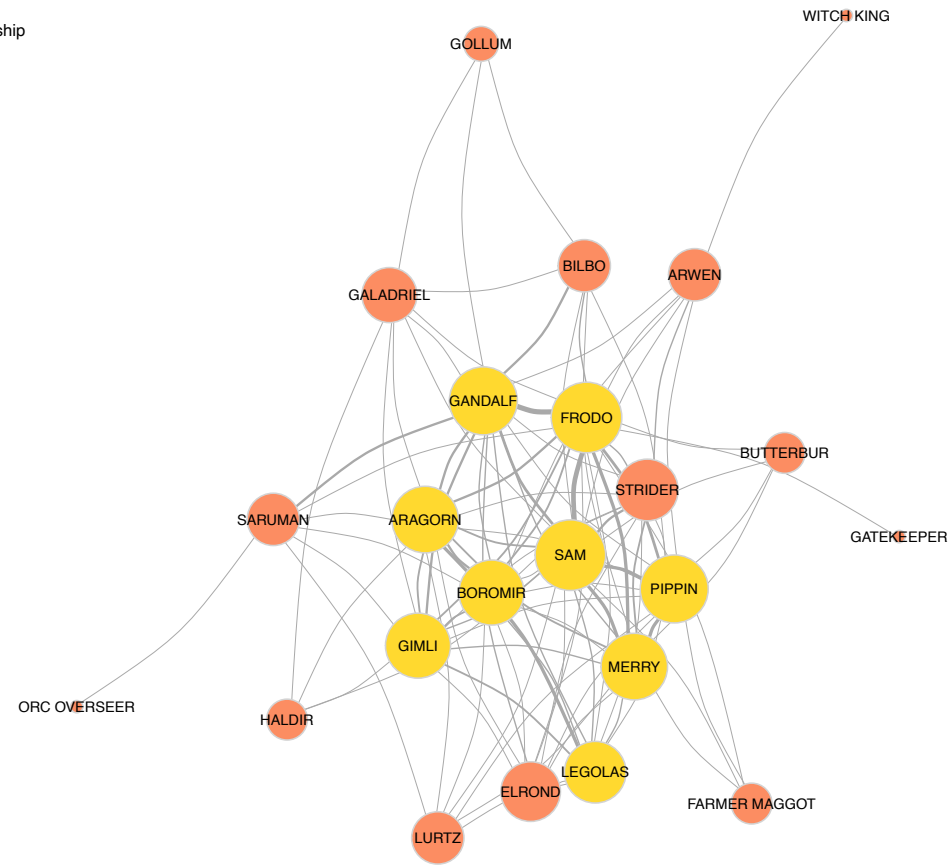 WITCH KING
ship
GOLLUM
BILBO
ARWEN
GALADRIEL
GANDALF
FRODO
BUTTERBUR
STRIDER
SARUMAN
ARAGORN
GATEKEEPER
SAM
PIPPIN
BOROMIR
GIMLI
MERRY
ORC OVERSEER
HALDIR
LEGOLAS
ELROND
FARMER MAGGOT
LURTZ